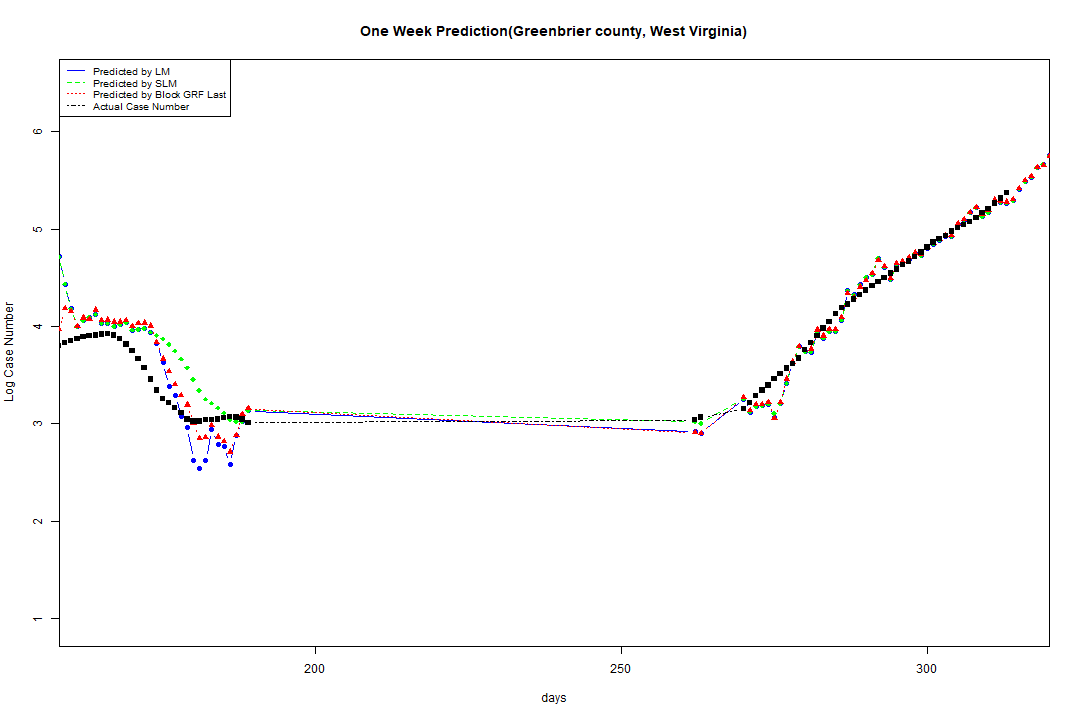 One Week Prediction(Greenbrier county, West Virginia)
Predicted by LM
Predicted by SLM
Predicted by Block GRF Last
Actual Case Number
6
5
4
3
2
1
Log Case Number
200
250
300
days